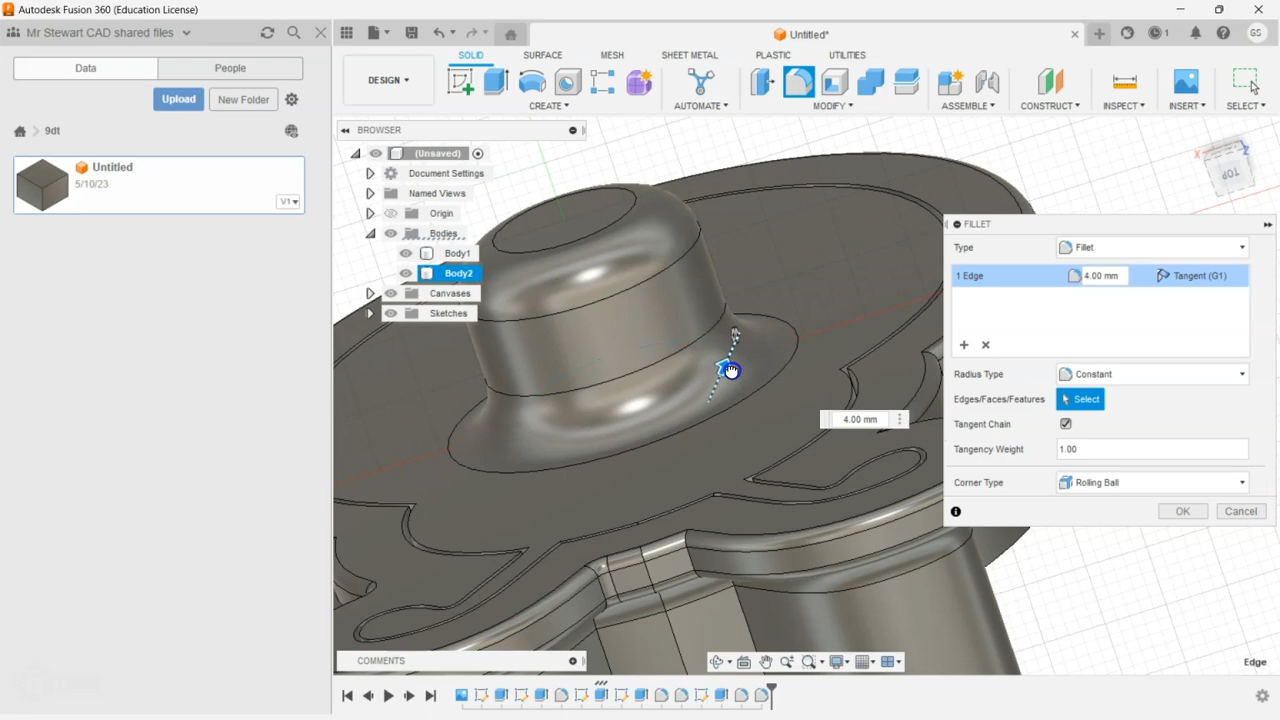 Autodesk Fusion 360 (Education License)
Mr Stewart CAD shared files
Untitled*
1
GS
Data
People
Upload
New Folder
9dt
Untitled
5/10/23
V1
DESIGN
SOLID
SURFACE
MESH
SHEET METAL
PLASTIC
UTILITIES
CREATE
AUTOMATE
MODIFY
ASSEMBLE
CONSTRUCT
INSPECT
INSERT
SELECT
BROWSER
(Unsaved)
Document Settings
Named Views
Origin
Bodies
Body1
Body2
Canvases
Sketches
X
Z
TOP
FILLET
Type
Fillet
1 Edge
4.00 mm
Tangent (G1)
Radius Type
Constant
Edges/Faces/Features
Select
Tangent Chain
Tangency Weight
1.00
Corner Type
Rolling Ball
OK
Cancel
4.00 mm
COMMENTS
Edge